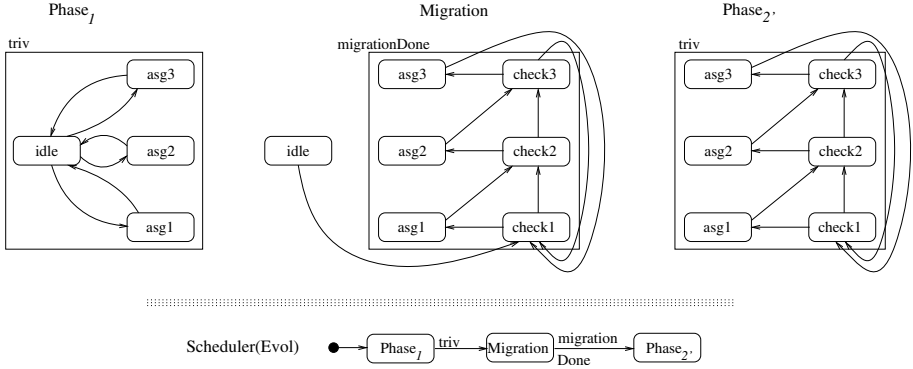 Phase1 Migration Phase2'
triv migrationDone triv
asg3 asg3 check3 asg3 check3
idle asg2 idle asg2 check2 asg2 check2
asg1 asg1 check1 asg1 check1
Scheduler(Evol) Phase1 triv Migration migration Done Phase2'